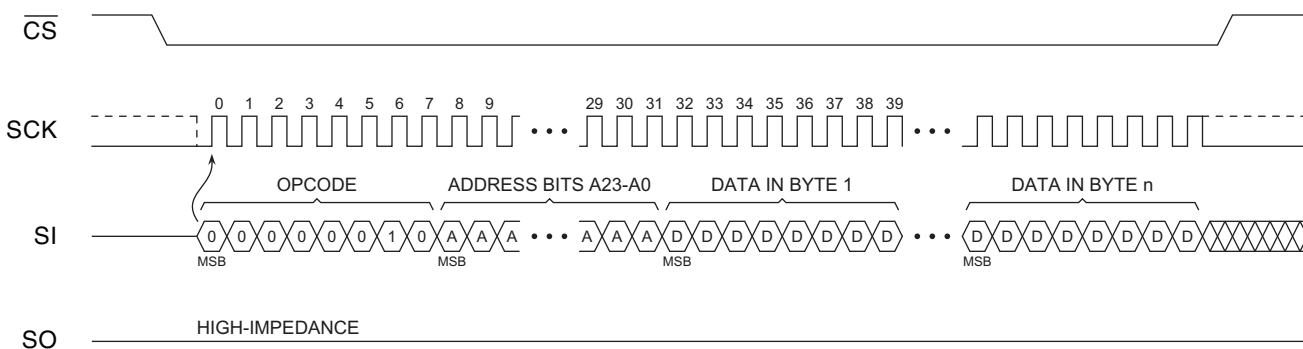 CS
SCK
0 1 2 3 4 5 6 7 8 9 29 30 31 32 33 34 35 36 37 38 39
OPCODE ADDRESS BITS A23-A0 DATA IN BYTE 1 DATA IN BYTE n
SI
0 0 0 0 0 0 1 0 A A A A A A D D D D D D D D D D D D D D D D
MSB MSB MSB MSB
HIGH-IMPEDANCE
SO